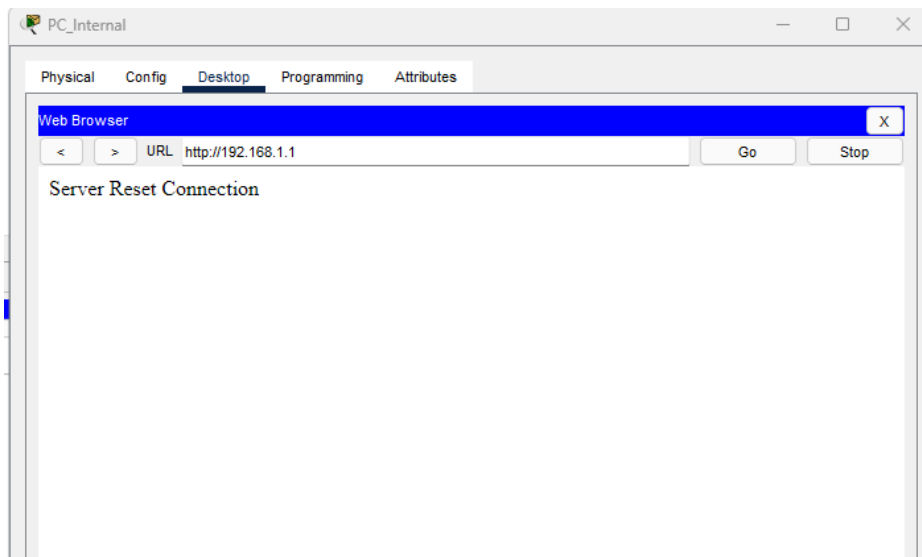 PC_Internal
Physical Config Desktop Programming Attributes
Web Browser X
< > URL http://192.168.1.1 Go Stop
Server Reset Connection